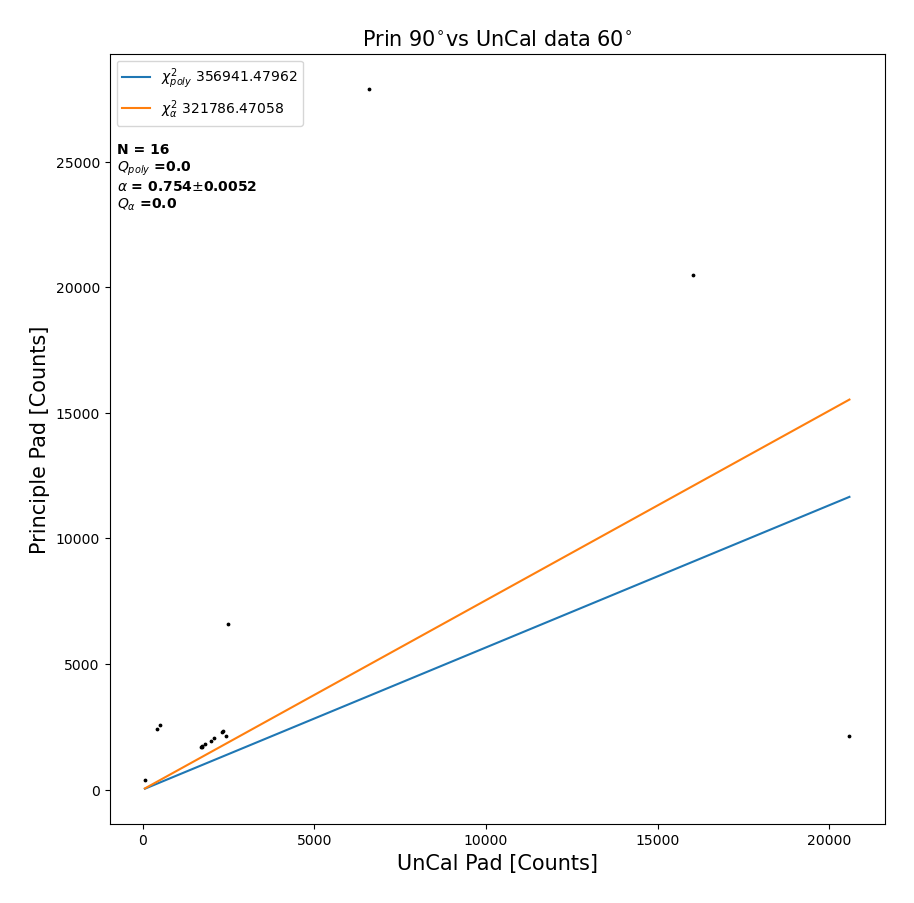 Prin 90°vs UnCal data 60°
χ²poly 356941.47962
χ²α 321786.47058
N = 16
Qpoly =0.0
α = 0.754±0.0052
Qα =0.0
25000
20000
15000
10000
5000
0
Principle Pad [Counts]
0 5000 10000 15000 20000
UnCal Pad [Counts]